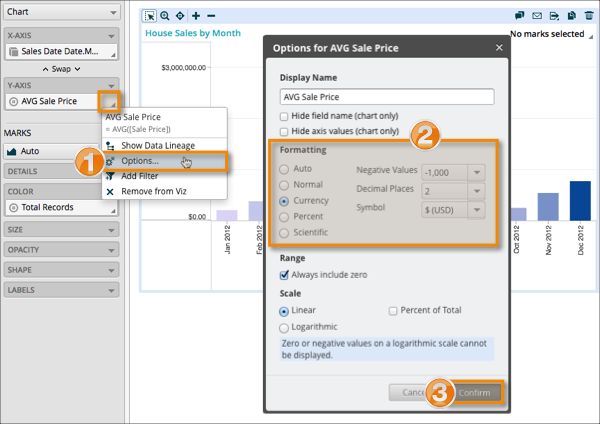 Chart
X-AXIS
Sales Date Date.M...
Swap
Y-AXIS
AVG Sale Price
MARKS
Auto
DETAILS
COLOR
Total Records
SIZE
OPACITY
SHAPE
LABELS
House Sales by Month
No marks selected
$3,000,000.00
$0.00
Jan 2012
Feb 2012
Oct 2012
Nov 2012
Dec 2012
AVG Sale Price
= AVG([Sale Price])
Show Data Lineage
1
Options...
Add Filter
Remove from Viz
Options for AVG Sale Price
Display Name
AVG Sale Price
Hide field name (chart only)
Hide axis values (chart only)
2
Formatting
Auto
Normal
Currency
Percent
Scientific
Negative Values -1,000
Decimal Places 2
Symbol $ (USD)
Range
Always include zero
Scale
Linear
Percent of Total
Logarithmic
Zero or negative values on a logarithmic scale cannot
be displayed.
3
Confirm